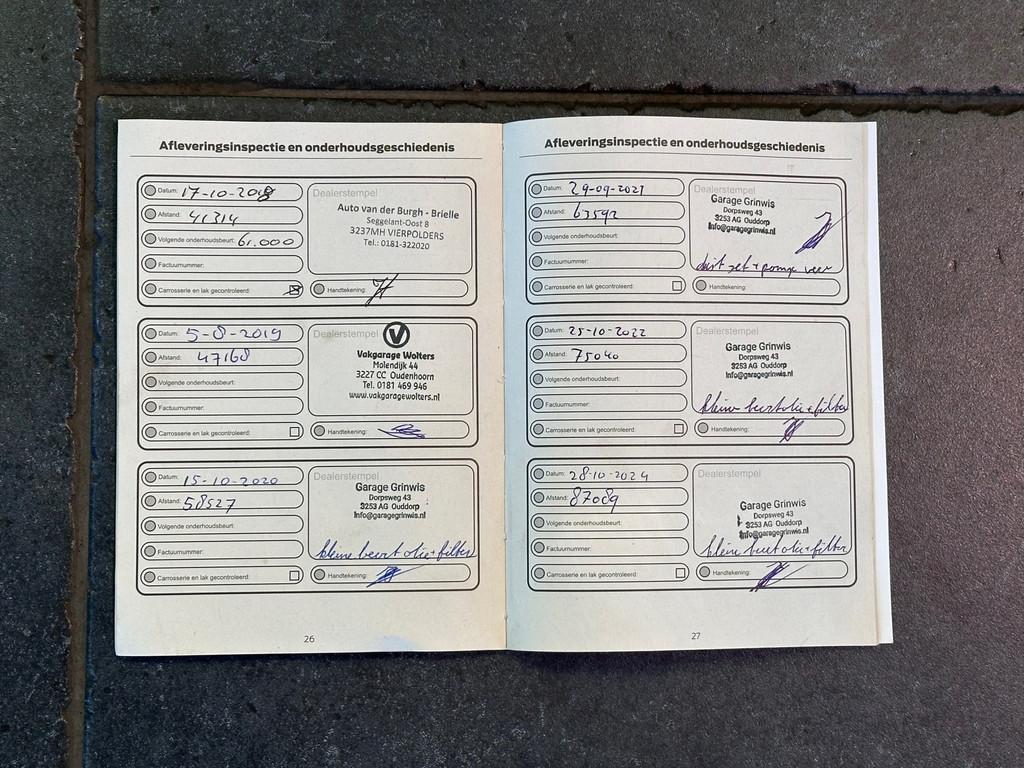 Afleveringsinspectie en onderhoudsgeschiedenis
Datum: 17-10-2018
Afstand: 41314
Volgende onderhoudsbeurt: 61.000
Factuurnummer:
Carrosserie en lak gecontroleerd:
Dealerstempel
Auto van der Burgh - Brielle
Seggelant-Oost 8
3237MH VIERPOLDERS
Tel.: 0181-322020
Handtekening:
Datum: 5-8-2019
Afstand: 47168
Volgende onderhoudsbeurt:
Factuurnummer:
Carrosserie en lak gecontroleerd:
Dealerstempel
V
Vakgarage Wolters
Molendijk 44
3227 CC Oudenhoorn
Tel. 0181 469 946
www.vakgaragewolters.nl
Handtekening:
Datum: 15-10-2020
Afstand: 58527
Volgende onderhoudsbeurt:
Factuurnummer:
Carrosserie en lak gecontroleerd:
Dealerstempel
Garage Grinwis
Dorpsweg 43
3253 AG Ouddorp
Info@garagegrinwis.nl
kleine beurt olie + filter
Handtekening:
26
Afleveringsinspectie en onderhoudsgeschiedenis
Datum: 29-09-2021
Afstand: 63592
Volgende onderhoudsbeurt:
Factuurnummer:
Carrosserie en lak gecontroleerd:
Dealerstempel
Garage Grinwis
Dorpsweg 43
3253 AG Ouddorp
Info@garagegrinwis.nl
dist set + pomp
Handtekening:
Datum: 25-10-2022
Afstand: 75040
Volgende onderhoudsbeurt:
Factuurnummer:
Carrosserie en lak gecontroleerd:
Dealerstempel
Garage Grinwis
Dorpsweg 43
3253 AG Ouddorp
Info@garagegrinwis.nl
kleine beurt olie + filter
Handtekening:
Datum: 28-10-2024
Afstand: 87089
Volgende onderhoudsbeurt:
Factuurnummer:
Carrosserie en lak gecontroleerd:
Dealerstempel
Garage Grinwis
Dorpsweg 43
3253 AG Ouddorp
Info@garagegrinwis.nl
kleine beurt olie + filter
Handtekening:
27